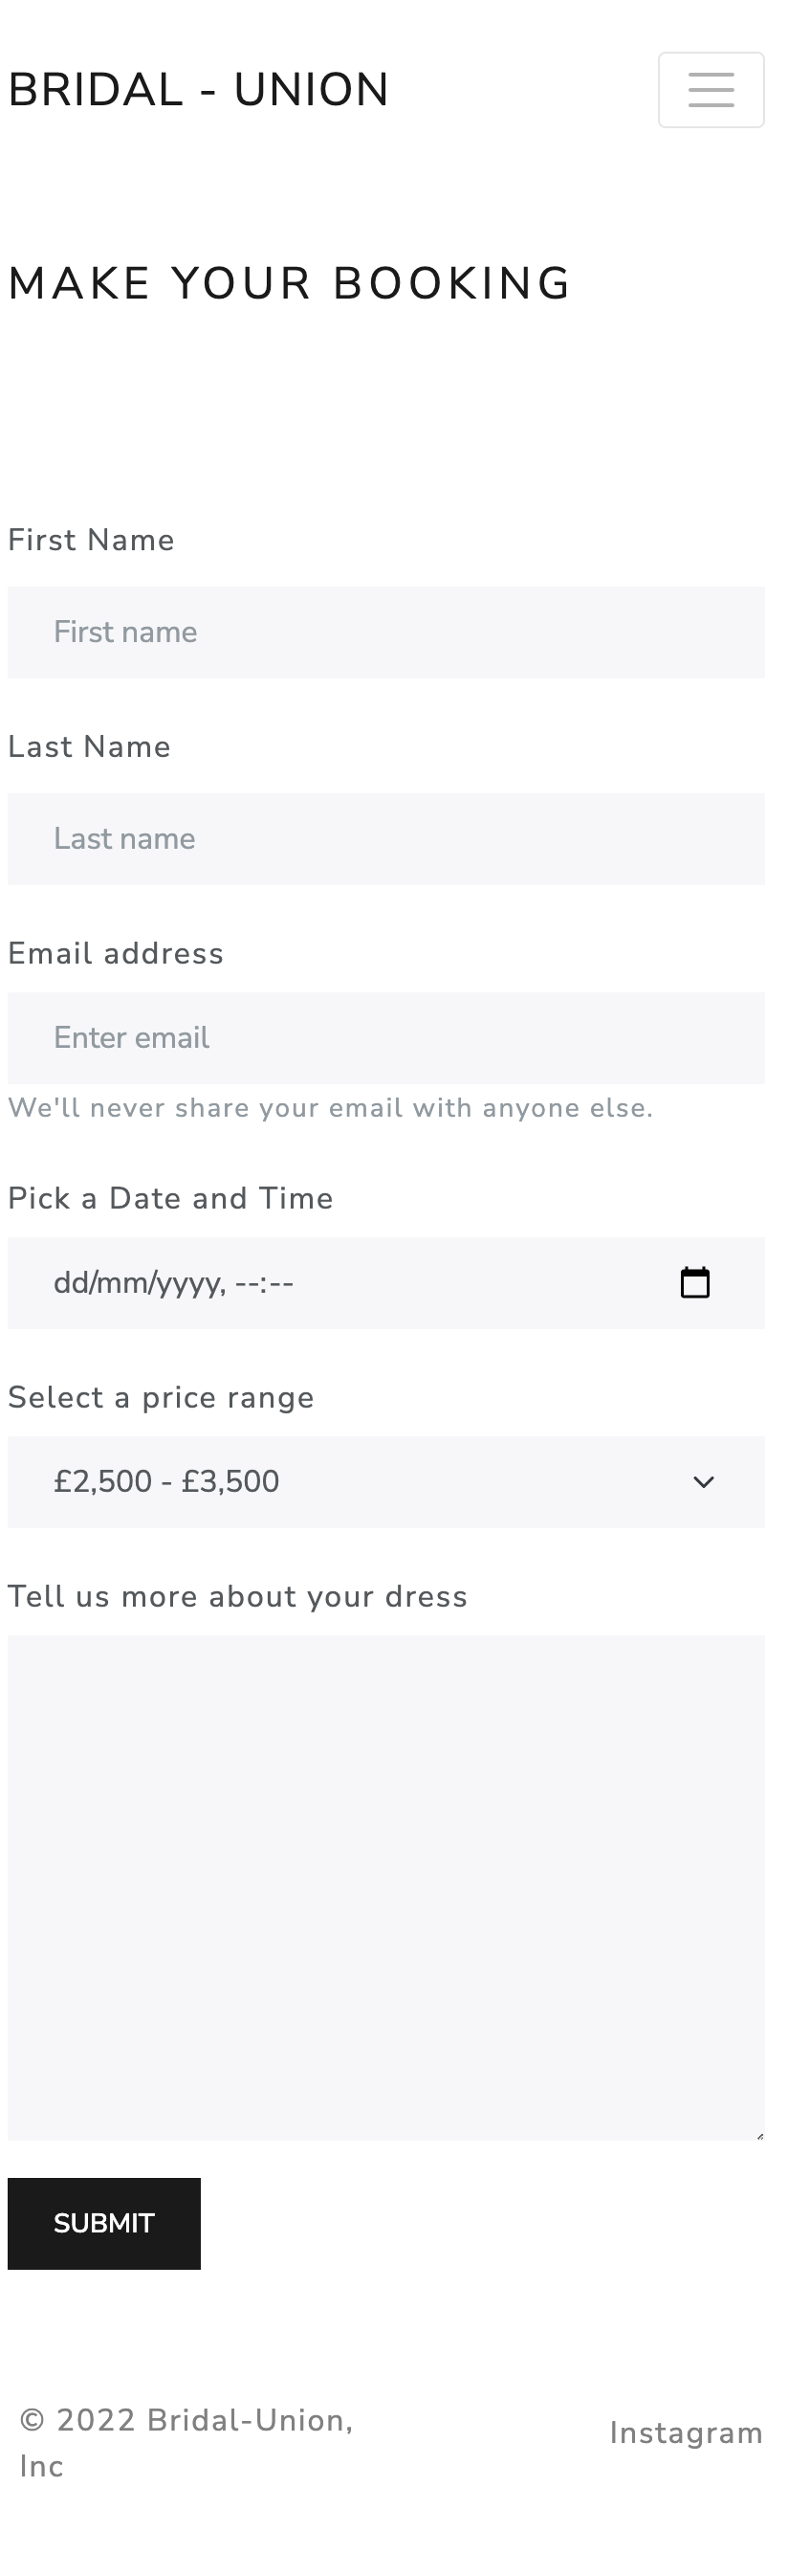 BRIDAL - UNION
MAKE YOUR BOOKING
First Name
First name
Last Name
Last name
Email address
Enter email
We'll never share your email with anyone else.
Pick a Date and Time
dd/mm/yyyy, --:--
Select a price range
£2,500 - £3,500
Tell us more about your dress
SUBMIT
© 2022 Bridal-Union,
Inc
Instagram